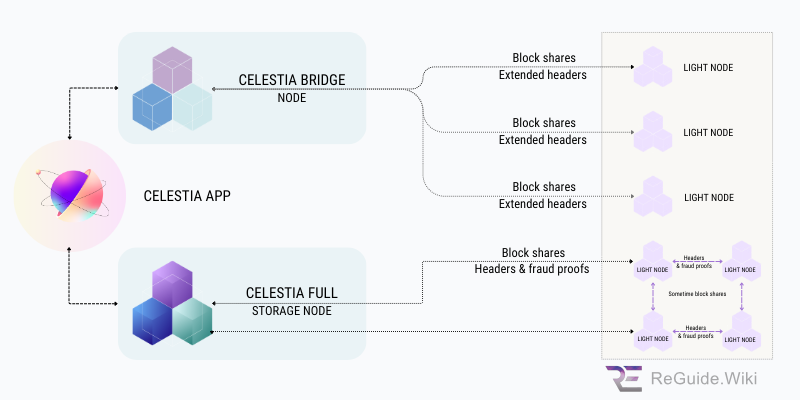 CELESTIA BRIDGE
NODE
Block shares
Extended headers
LIGHT NODE
Block shares
Extended headers
LIGHT NODE
Block shares
Extended headers
LIGHT NODE
CELESTIA APP
CELESTIA FULL
STORAGE NODE
Block shares
Headers & fraud proofs
LIGHT NODE
Headers
& fraud proofs
LIGHT NODE
Sometime block shares
LIGHT NODE
Headers
& fraud proofs
LIGHT NODE
RE
ReGuide.Wiki